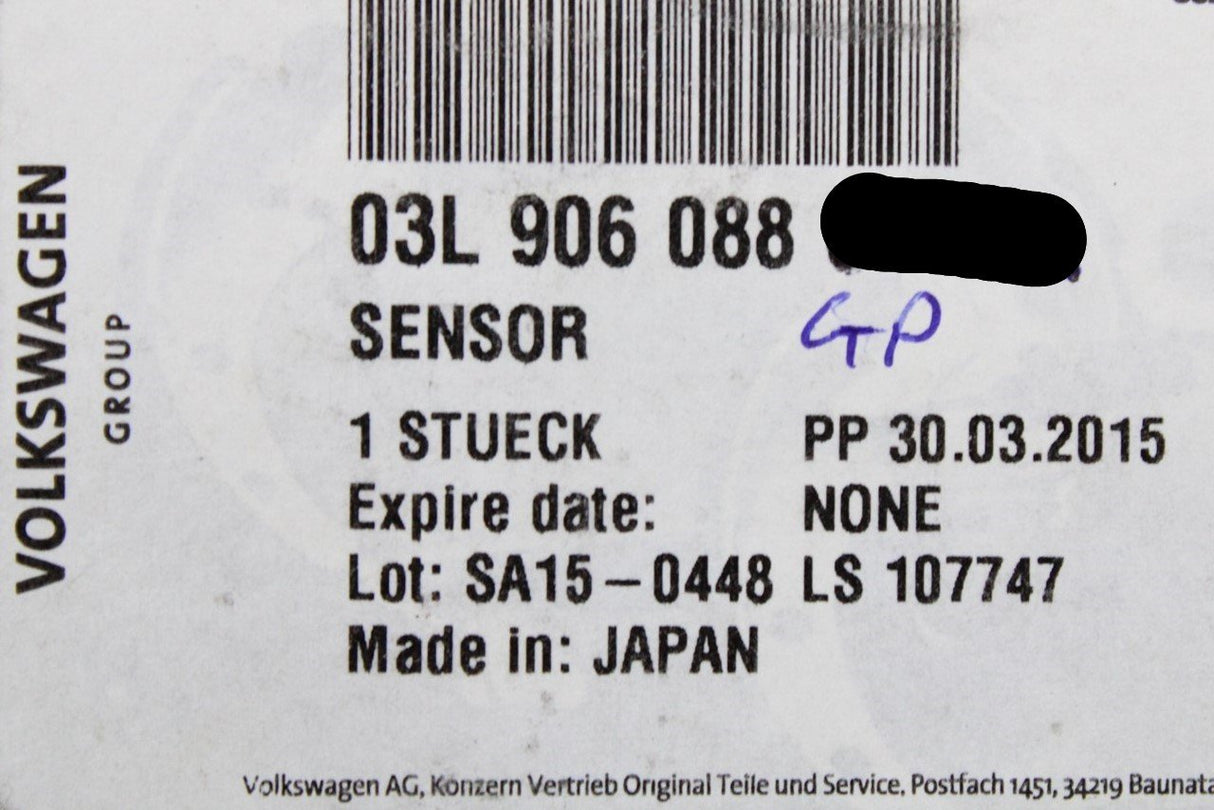 VOLKSWAGEN
GROUP
03L 906 088
SENSOR
GP
1 STUECK PP 30.03.2015
Expire date: NONE
Lot: SA15-0448 LS 107747
Made in: JAPAN
Volkswagen AG, Konzern Vertrieb Original Teile und Service, Postfach 1451, 34219 Baunata